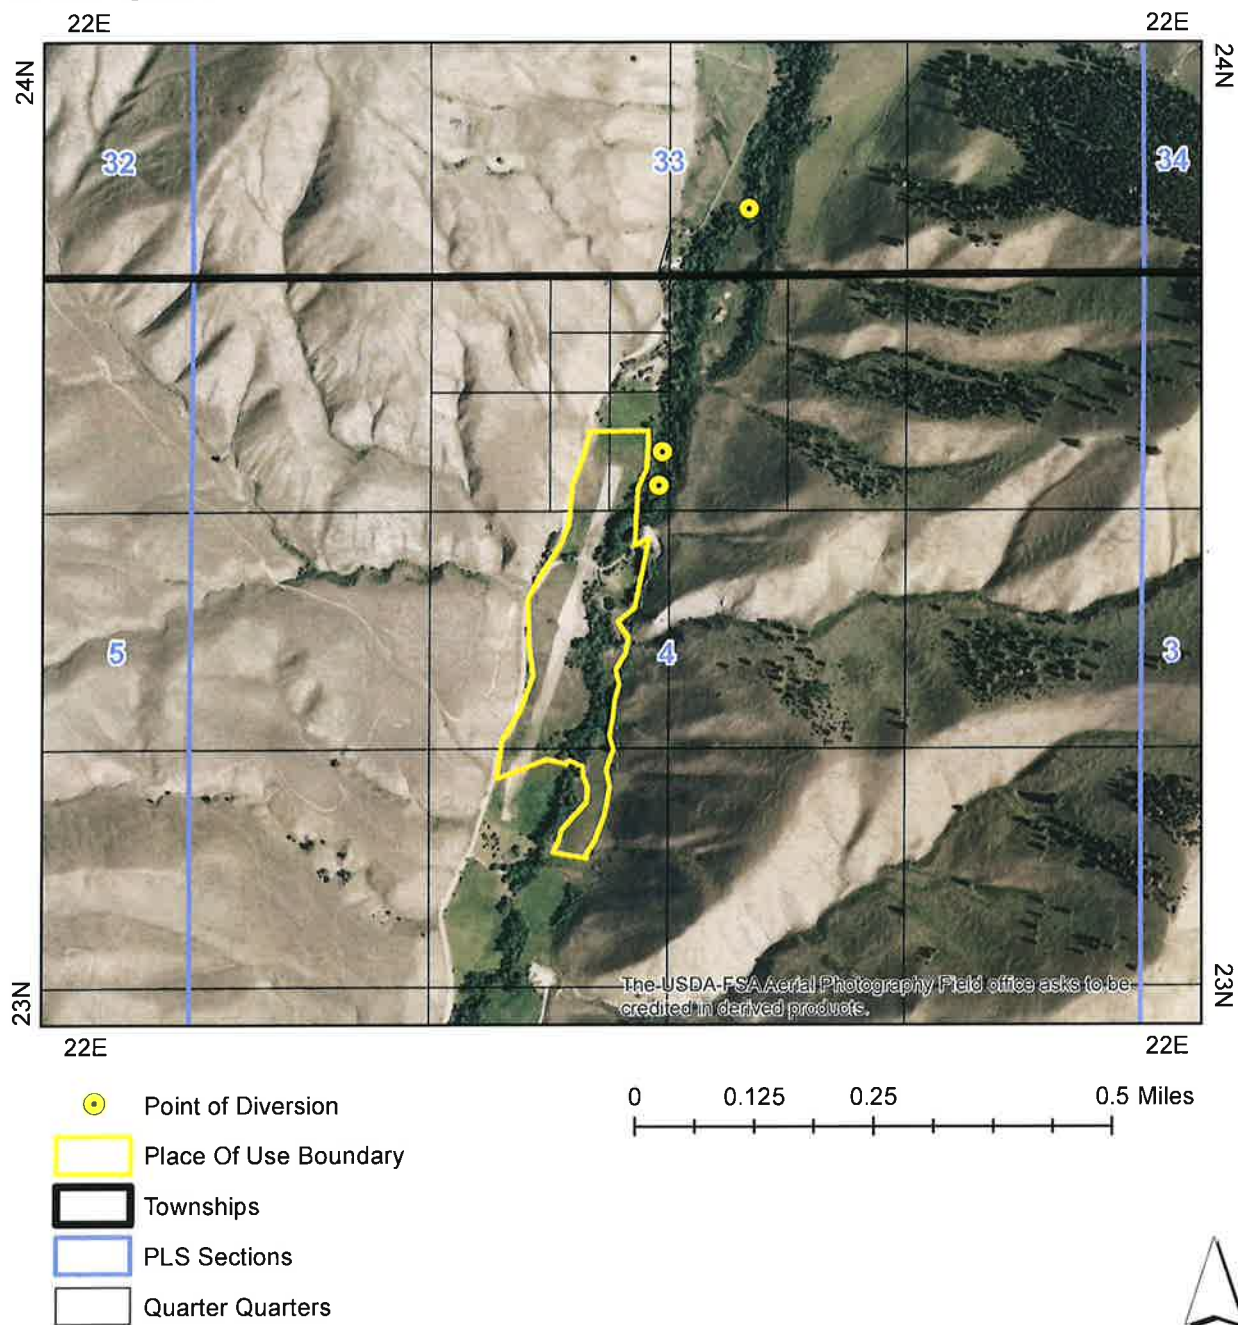 22E 22E
24N 24N
32 33 34
5 4 3
The USDA-FSA Aerial Photography Field office asks to be
credited in derived products.
23N 23N
22E 22E
Point of Diversion
Place Of Use Boundary
Townships
PLS Sections
Quarter Quarters
0 0.125 0.25 0.5 Miles